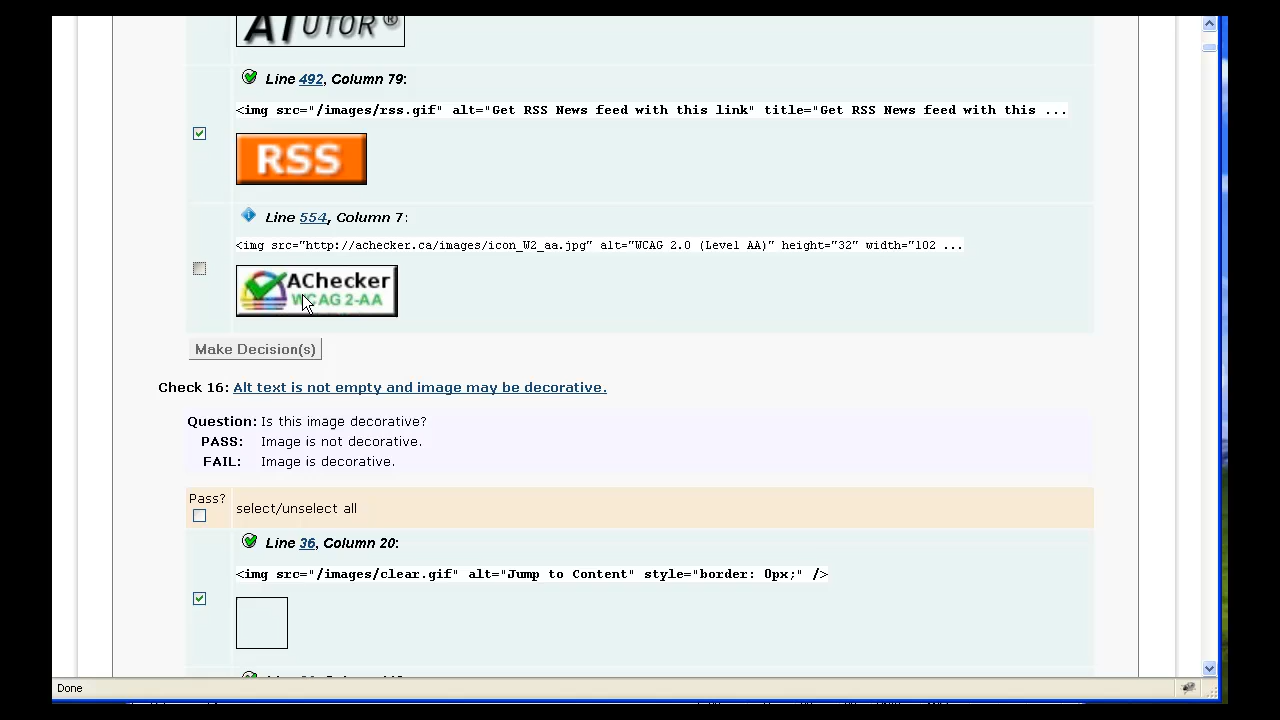 ATUTOR®
Line 492, Column 79:
<img src="/images/rss.gif" alt="Get RSS News feed with this link" title="Get RSS News feed with this ...
RSS
Line 554, Column 7:
<img src="http://achecker.ca/images/icon_W2_aa.jpg" alt="WCAG 2.0 (Level AA)" height="32" width="102 ...
AChecker
WCAG 2-AA
Make Decision(s)
Check 16: Alt text is not empty and image may be decorative.
Question: Is this image decorative?
PASS: Image is not decorative.
FAIL: Image is decorative.
Pass?
select/unselect all
Line 36, Column 20:
<img src="/images/clear.gif" alt="Jump to Content" style="border: 0px;" />
Done